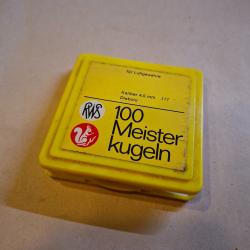 für Luftgewehre
Kaliber 4,5 mm .177
Diabolo
RWS
100
Meister
kugeln